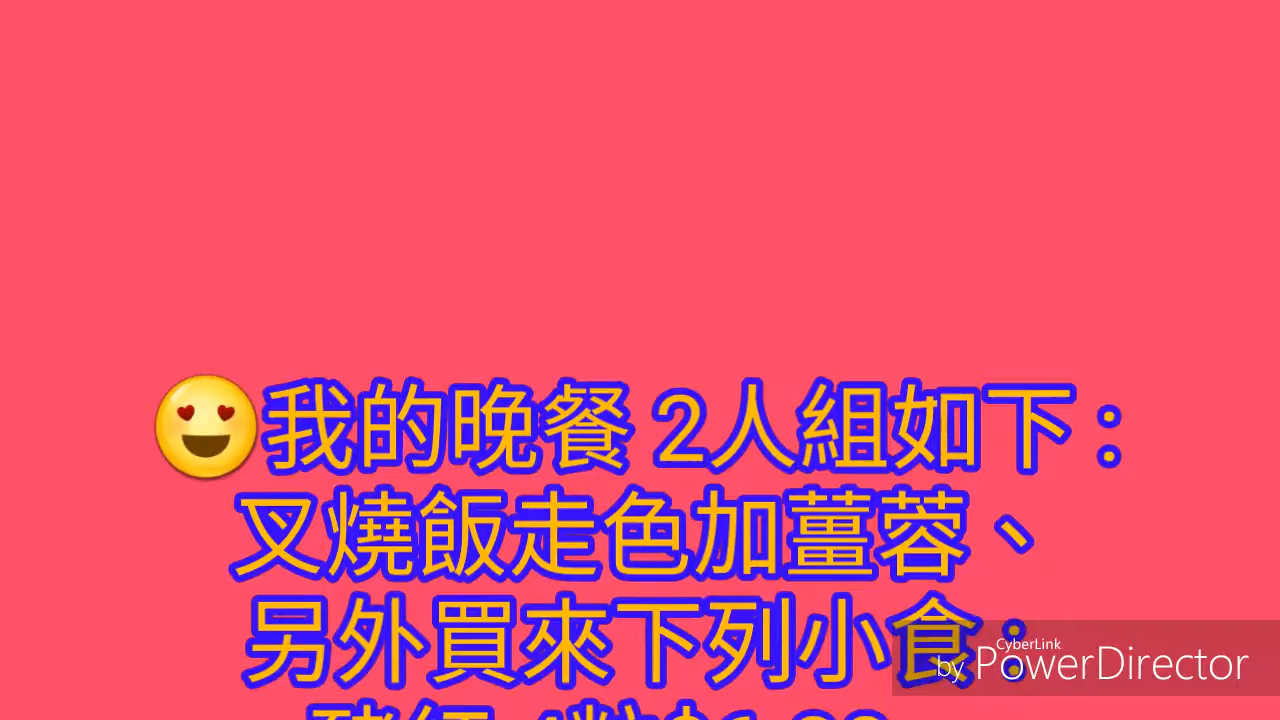 😍我的晚餐 2人組如下：
叉燒飯走色加薑蓉、
另外買來下列小食：
CyberLink
by PowerDirector